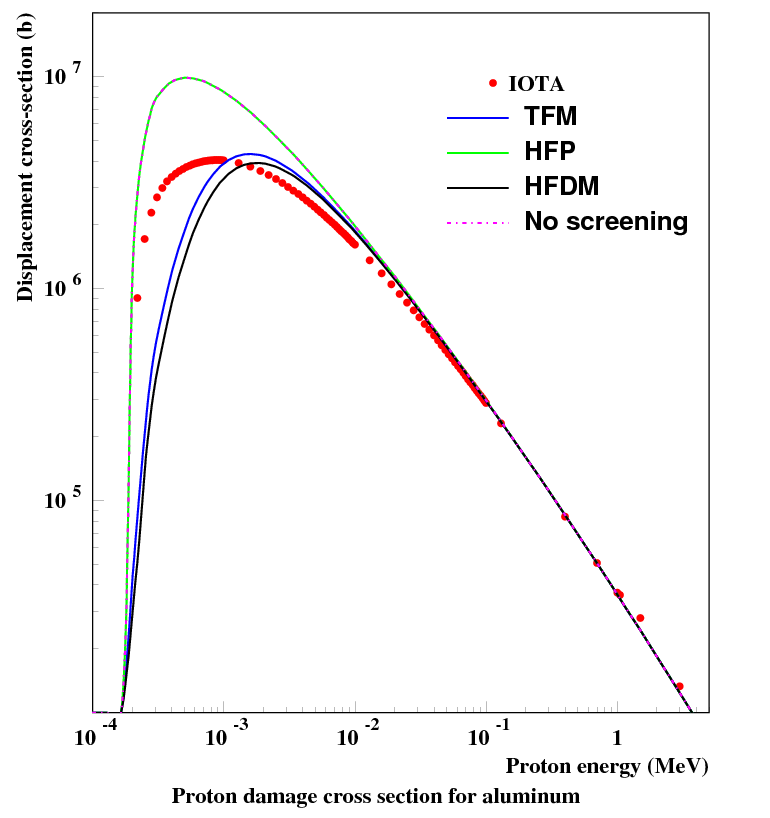 Displacement cross-section (b)
10 7
10 6
10 5
IOTA
TFM
HFP
HFDM
No screening
10 -4
10 -3
10 -2
10 -1
1
Proton energy (MeV)
Proton damage cross section for aluminum